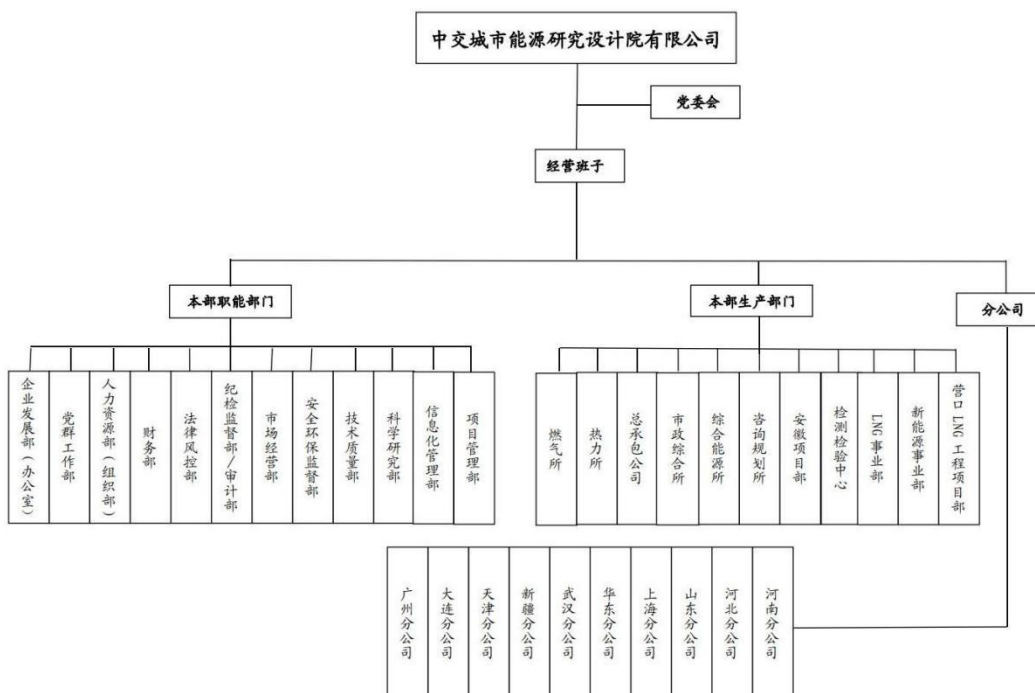 中交城市能源研究设计院有限公司
党委会
经营班子
本部职能部门
本部生产部门
分公司
企业发展部（办公室）
党群工作部
人力资源部（组织部）
财务部
法律风控部
纪检监督部/审计部
市场经营部
安全环保监督部
技术质量部
科学研究部
信息化管理部
项目管理部
燃气所
热力所
总承包公司
市政综合所
综合能源所
咨询规划所
安徽项目部
检测检验中心
LNG 事业部
新能源事业部
营口 LNG 工程项目部
广州分公司
大连分公司
天津分公司
新疆分公司
武汉分公司
华东分公司
上海分公司
山东分公司
河北分公司
河南分公司